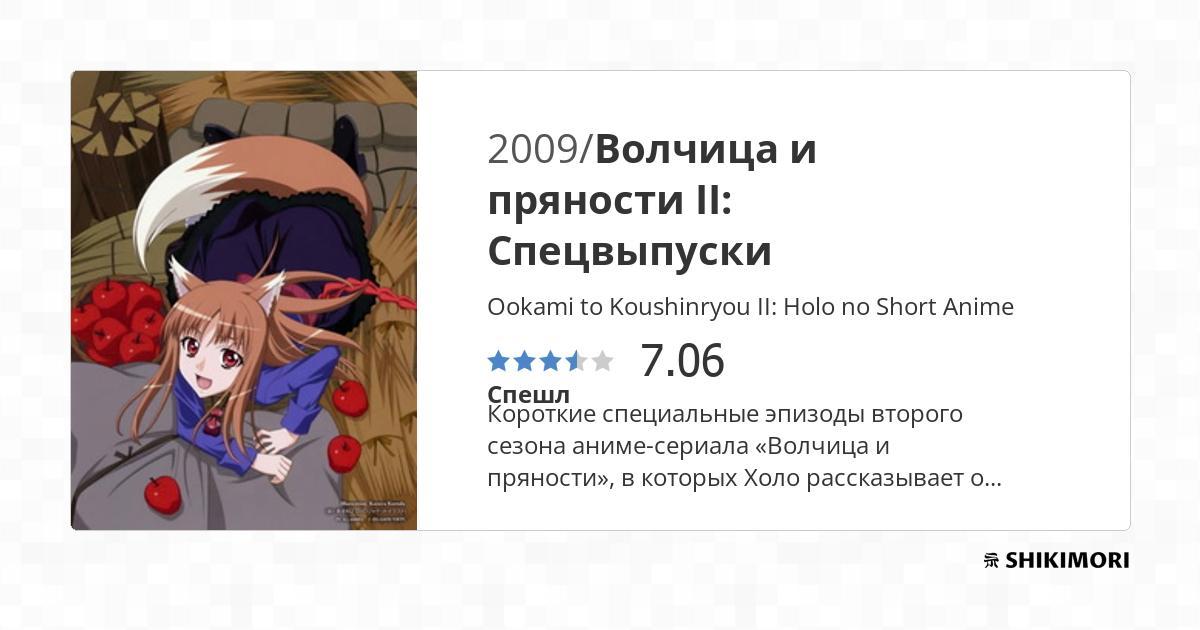 2009/Волчица и
пряности II:
Спецвыпуски
Ookami to Koushinryou II: Holo no Short Anime
7.06
Спешл
Короткие специальные эпизоды второго
сезона аниме-сериала «Волчица и
пряности», в которых Холо рассказывает о...
SHIKIMORI